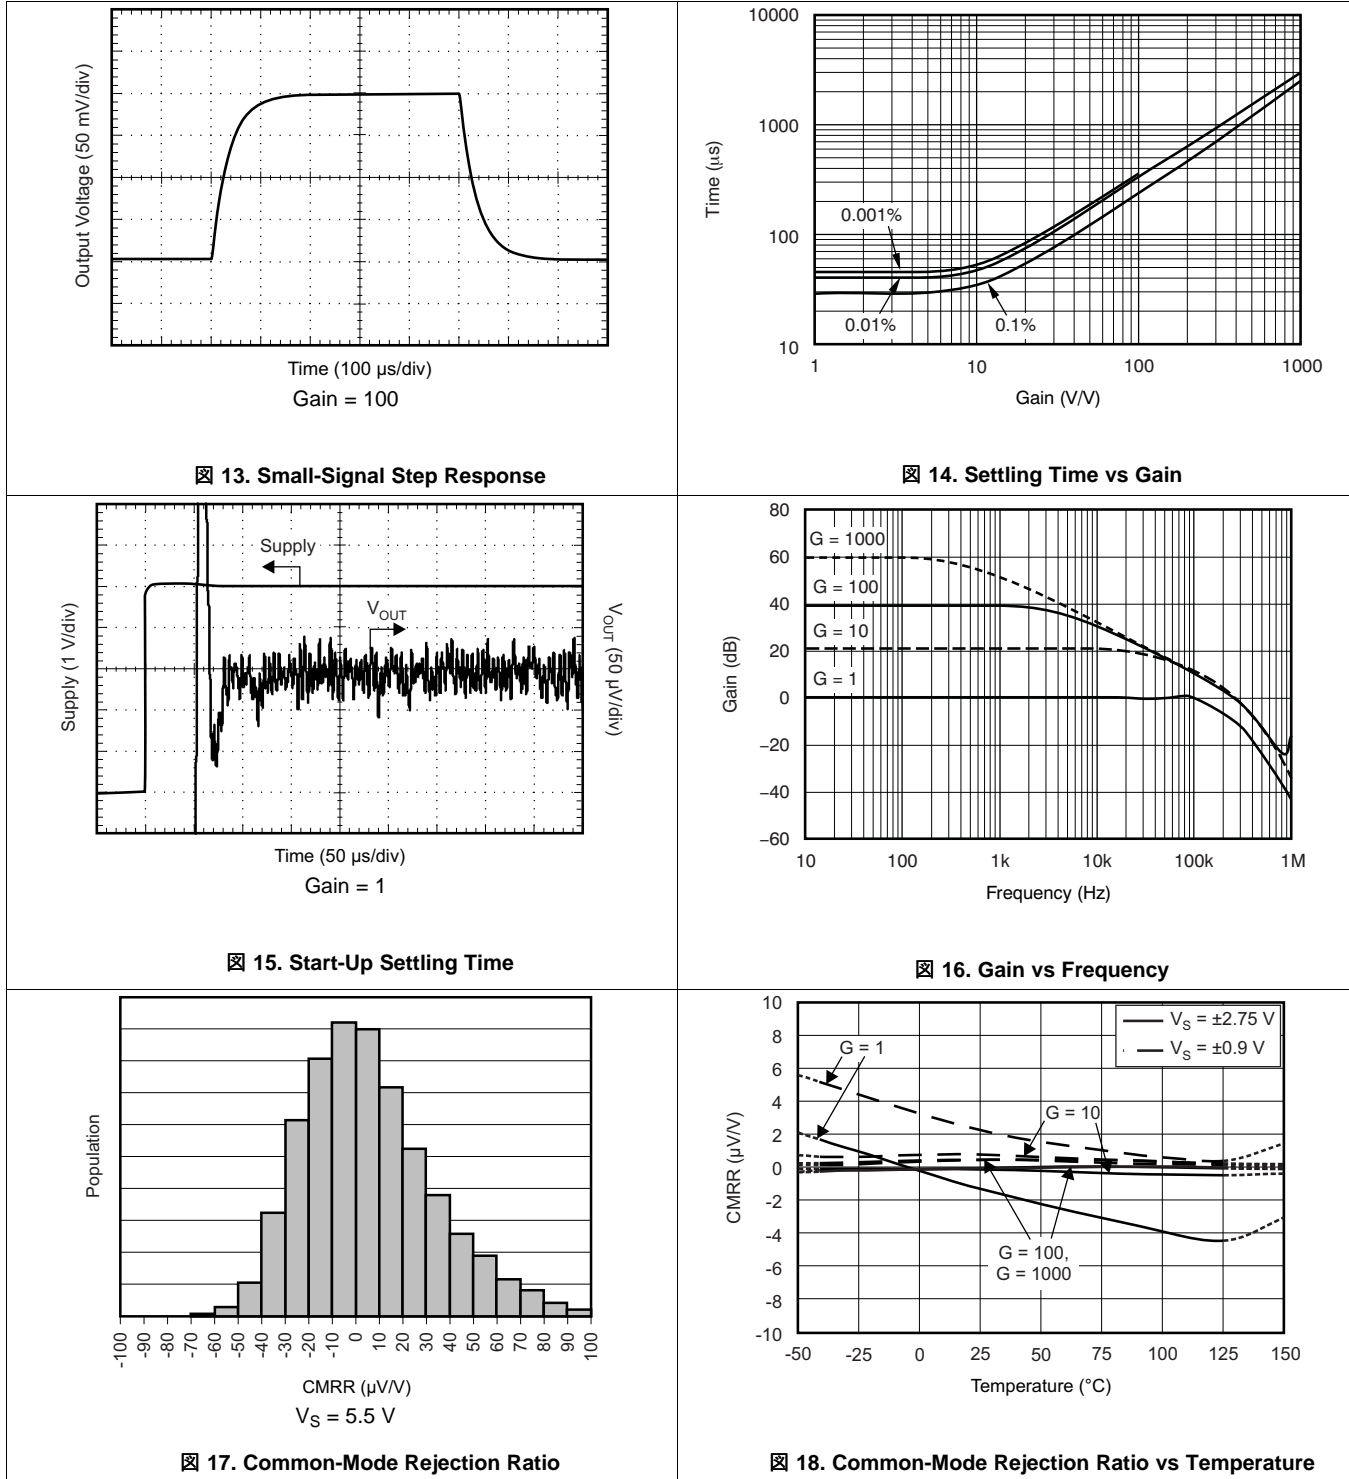 Output Voltage (50 mV/div)
Time (100 µs/div)
Gain = 100
図 13. Small-Signal Step Response
10000
1000
100
10
Time (µs)
0.001%
0.01%
0.1%
1
10
100
1000
Gain (V/V)
図 14. Settling Time vs Gain
Supply (1 V/div)
Supply
VOUT
VOUT (50 µV/div)
Time (50 µs/div)
Gain = 1
図 15. Start-Up Settling Time
80
60
40
20
0
−20
−40
−60
Gain (dB)
G = 1000
G = 100
G = 10
G = 1
10
100
1k
10k
100k
1M
Frequency (Hz)
図 16. Gain vs Frequency
Population
-100
-90
-80
-70
-60
-50
-40
-30
-20
-10
0
10
20
30
40
50
60
70
80
90
100
CMRR (µV/V)
VS = 5.5 V
図 17. Common-Mode Rejection Ratio
10
8
6
4
2
0
-2
-4
-6
-8
-10
CMRR (µV/V)
VS = ±2.75 V
VS = ±0.9 V
G = 1
G = 10
G = 100,
G = 1000
-50
-25
0
25
50
75
100
125
150
Temperature (°C)
図 18. Common-Mode Rejection Ratio vs Temperature